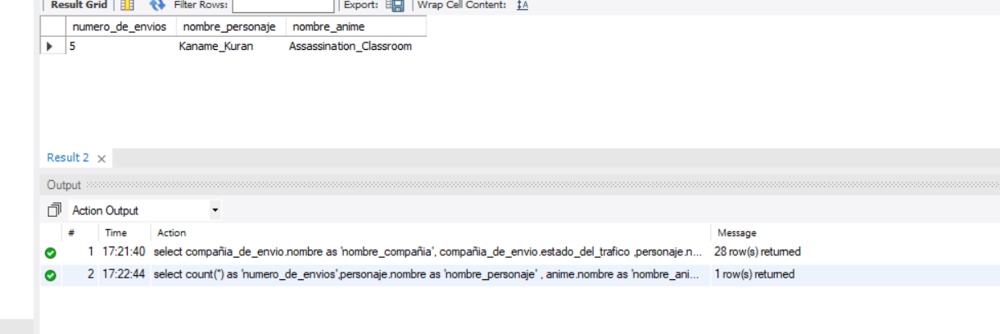 Result Grid Filter Rows: Export: Wrap Cell Content: IA
numero_de_envios nombre_personaje nombre_anime
5 Kaname_Kuran Assassination_Classroom
Result 2 ×
Output
Action Output
# Time Action Message
1 17:21:40 select compañia_de_envio.nombre as 'nombre_compañia', compañia_de_envio.estado_del_trafico ,personaje.n... 28 row(s) returned
2 17:22:44 select count(*) as 'numero_de_envios',personaje.nombre as 'nombre_personaje' , anime.nombre as 'nombre_ani... 1 row(s) returned